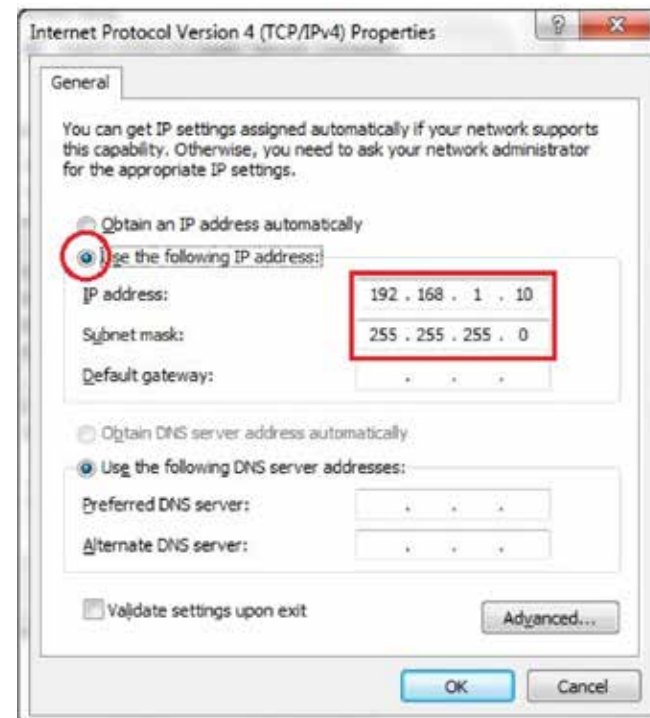 Internet Protocol Version 4 (TCP/IPv4) Properties
General
You can get IP settings assigned automatically if your network supports
this capability. Otherwise, you need to ask your network administrator
for the appropriate IP settings.
Obtain an IP address automatically
Use the following IP address:
IP address: 192 . 168 . 1 . 10
Subnet mask: 255 . 255 . 255 . 0
Default gateway: . . .
Obtain DNS server address automatically
Use the following DNS server addresses:
Preferred DNS server: . . .
Alternate DNS server: . . .
Validate settings upon exit
Advanced...
OK Cancel